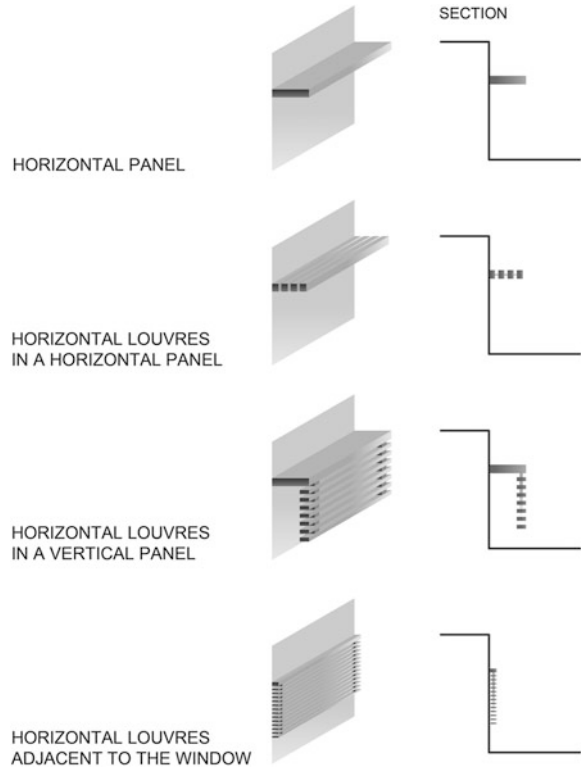 SECTION
HORIZONTAL PANEL
HORIZONTAL LOUVRES
IN A HORIZONTAL PANEL
HORIZONTAL LOUVRES
IN A VERTICAL PANEL
HORIZONTAL LOUVRES
ADJACENT TO THE WINDOW